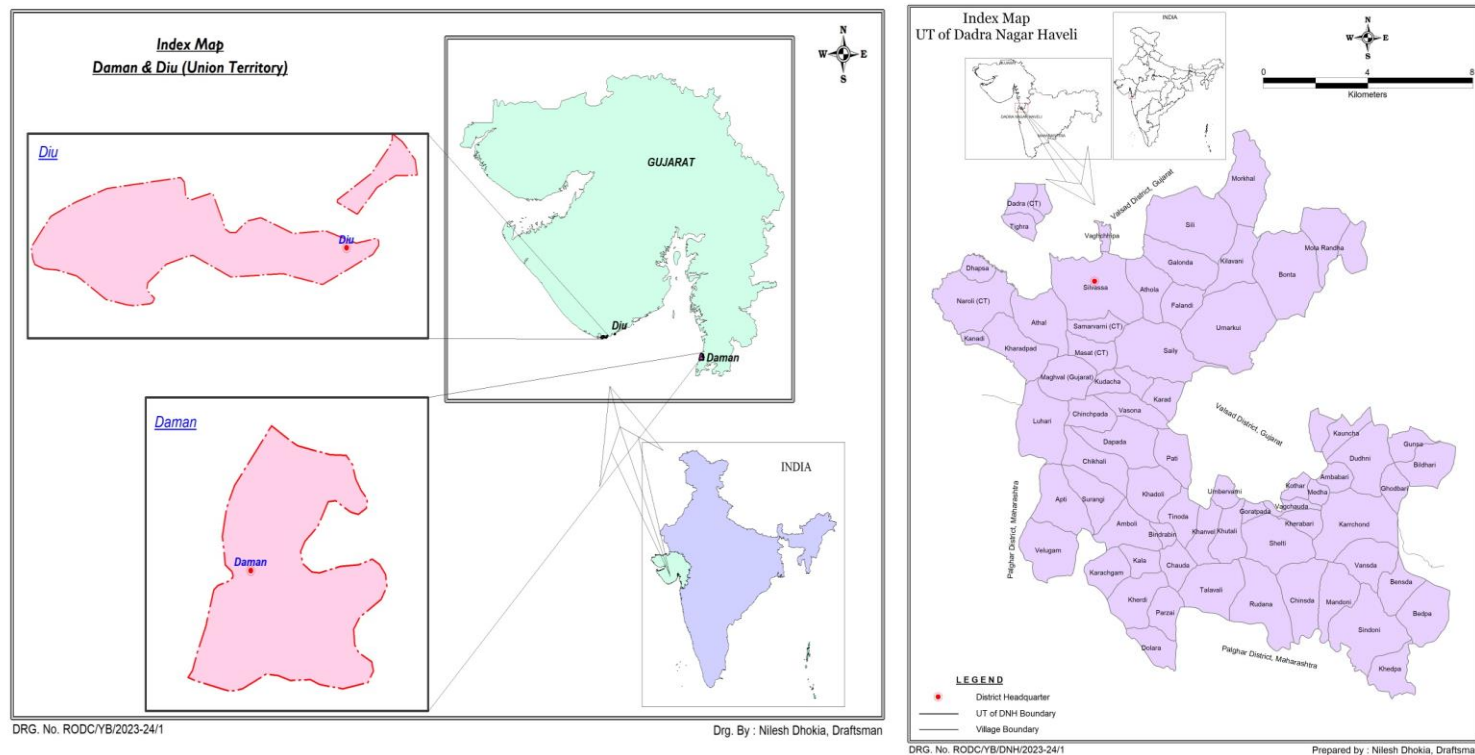 Index Map
Daman & Diu (Union Territory)
N
W E
S
Diu
Diu
GUJARAT
Diu
Daman
Daman
Daman
INDIA
DRG. No. RODC/YB/2023-24/1
Drg. By : Nilesh Dhokia, Draftsman
Index Map
UT of Dadra Nagar Haveli
INDIA
N
W E
S
0 4 8
Kilometers
DADRA NAGAR HAVELI
Valsad District, Gujarat
Morkhal
Dadra (CT)
Tighra
Vaghchhipa
Sili
Mota Randha
Galonda
Kilavani
Dhapsa
Bonta
Silvassa
Athola
Naroli (CT)
Falandi
Athal
Samarvarni (CT)
Umarkui
Kanadi
Kharadpad
Masat (CT)
Saily
Maghval (Gujarat)
Kudacha
Karad
Luhari
Chinchpada
Vasona
Valsad District, Gujarat
Dapada
Kauncha
Gunsa
Chikhali
Pati
Dudhni
Bildhari
Ambabari
Apti
Surangi
Khadoli
Umbervarni
Kothar
Medha
Ghodbari
Goratpada
Vagchauda
Palghar District, Maharashtra
Amboli
Tinoda
Kherabari
Karrchond
Bindrabin
Khanvel
Khutali
Shelti
Velugam
Kala
Chauda
Vansda
Karachgam
Bensda
Talavali
Kherdi
Rudana
Chinsda
Mandoni
Parzai
Bedpa
Sindoni
Dolara
Palghar District, Maharashtra
Khedpa
LEGEND
District Headquarter
UT of DNH Boundary
Village Boundary
DRG. No. RODC/YB/DNH/2023-24/1
Prepared by : Nilesh Dhokia, Draftsman